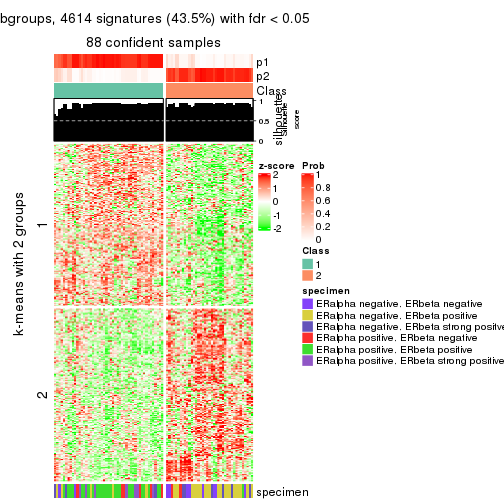 bgroups, 4614 signatures (43.5%) with fdr < 0.05
88 confident samples
p1
p2
Class
silhouette
score
1
0.5
0
k-means with 2 groups
1
2
z-score
2
1
0
-1
-2
Prob
1
0.8
0.6
0.4
0.2
0
Class
1
2
specimen
ERalpha negative. ERbeta negative
ERalpha negative. ERbeta positive
ERalpha negative. ERbeta strong positive
ERalpha positive. ERbeta negative
ERalpha positive. ERbeta positive
ERalpha positive. ERbeta strong positive
specimen